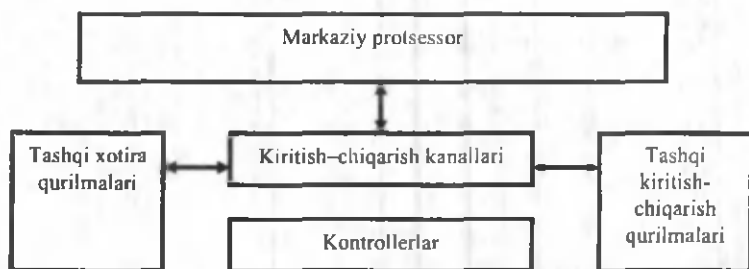 Markaziy protsessor
Tashqi xotira
qurilmalari
Kiritish–chiqarish kanallari
Tashqi
kiritish-
chiqarish
qurilmalari
Kontrollerlar